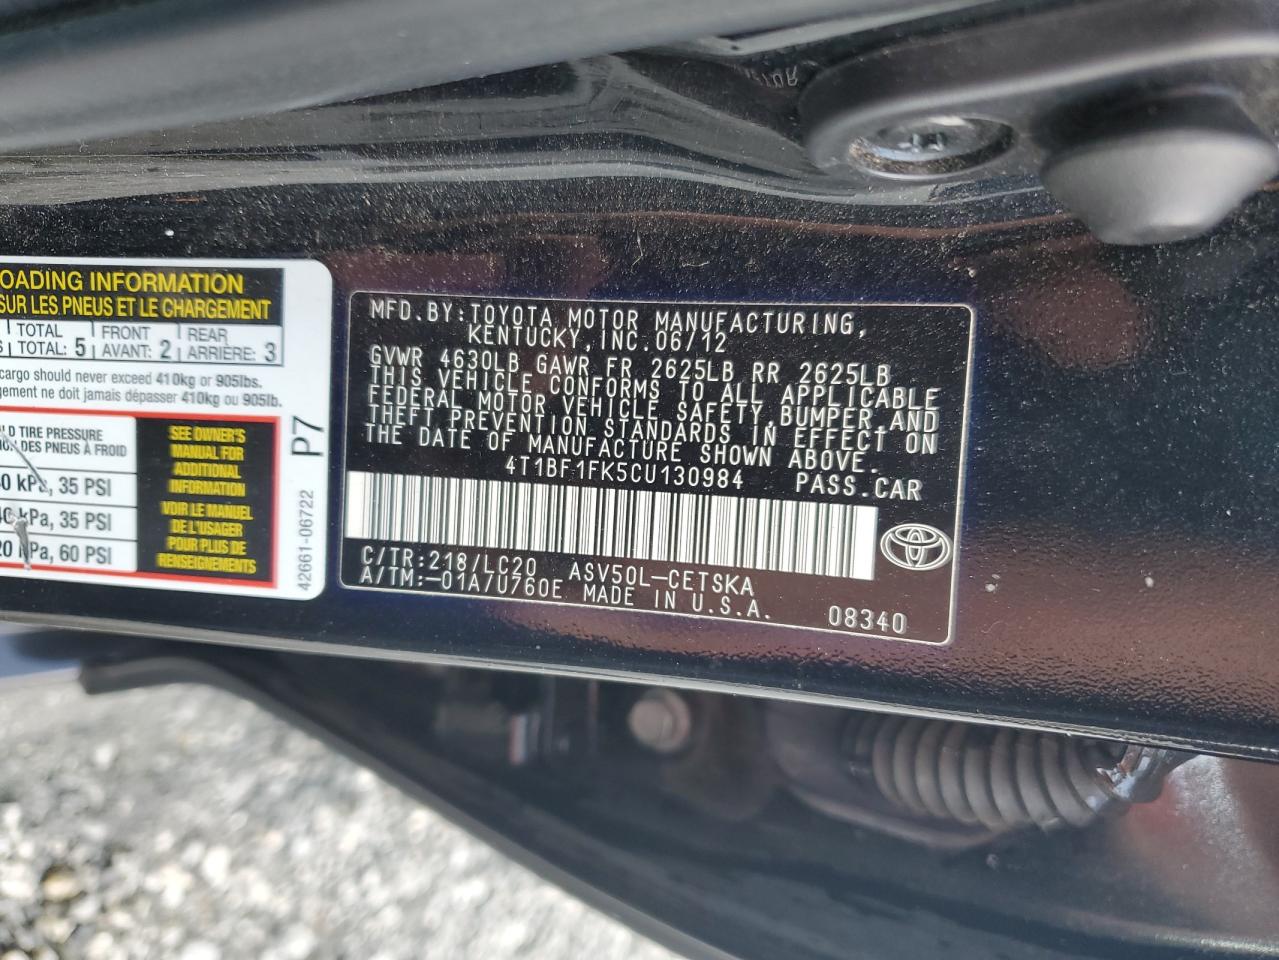 OADING INFORMATION
SUR LES PNEUS ET LE CHARGEMENT
TOTAL FRONT REAR
TOTAL: 5 AVANT: 2 ARRIÈRE: 3
cargo should never exceed 410kg or 905lbs.
gement ne doit jamais dépasser 410kg ou 905lb.
D TIRE PRESSURE
DES PNEUS À FROID
kPa, 35 PSI
kPa, 35 PSI
20 kPa, 60 PSI
SEE OWNER'S
MANUAL FOR
ADDITIONAL
INFORMATION
VOIR LE MANUEL
DE L'USAGER
POUR PLUS DE
RENSEIGNEMENTS
P7
42661-06722
MFD.BY:TOYOTA MOTOR MANUFACTURING,
KENTUCKY,INC.06/12
GVWR 4630LB GAWR FR 2625LB RR 2625LB
THIS VEHICLE CONFORMS TO ALL APPLICABLE
FEDERAL MOTOR VEHICLE SAFETY,BUMPER,AND
THEFT PREVENTION STANDARDS IN EFFECT ON
THE DATE OF MANUFACTURE SHOWN ABOVE.
4T1BF1FK5CU130984 PASS.CAR
C/TR:218/LC20 ASV50L-CETSKA
A/TM:-01A/U760E MADE IN U.S.A. 08340